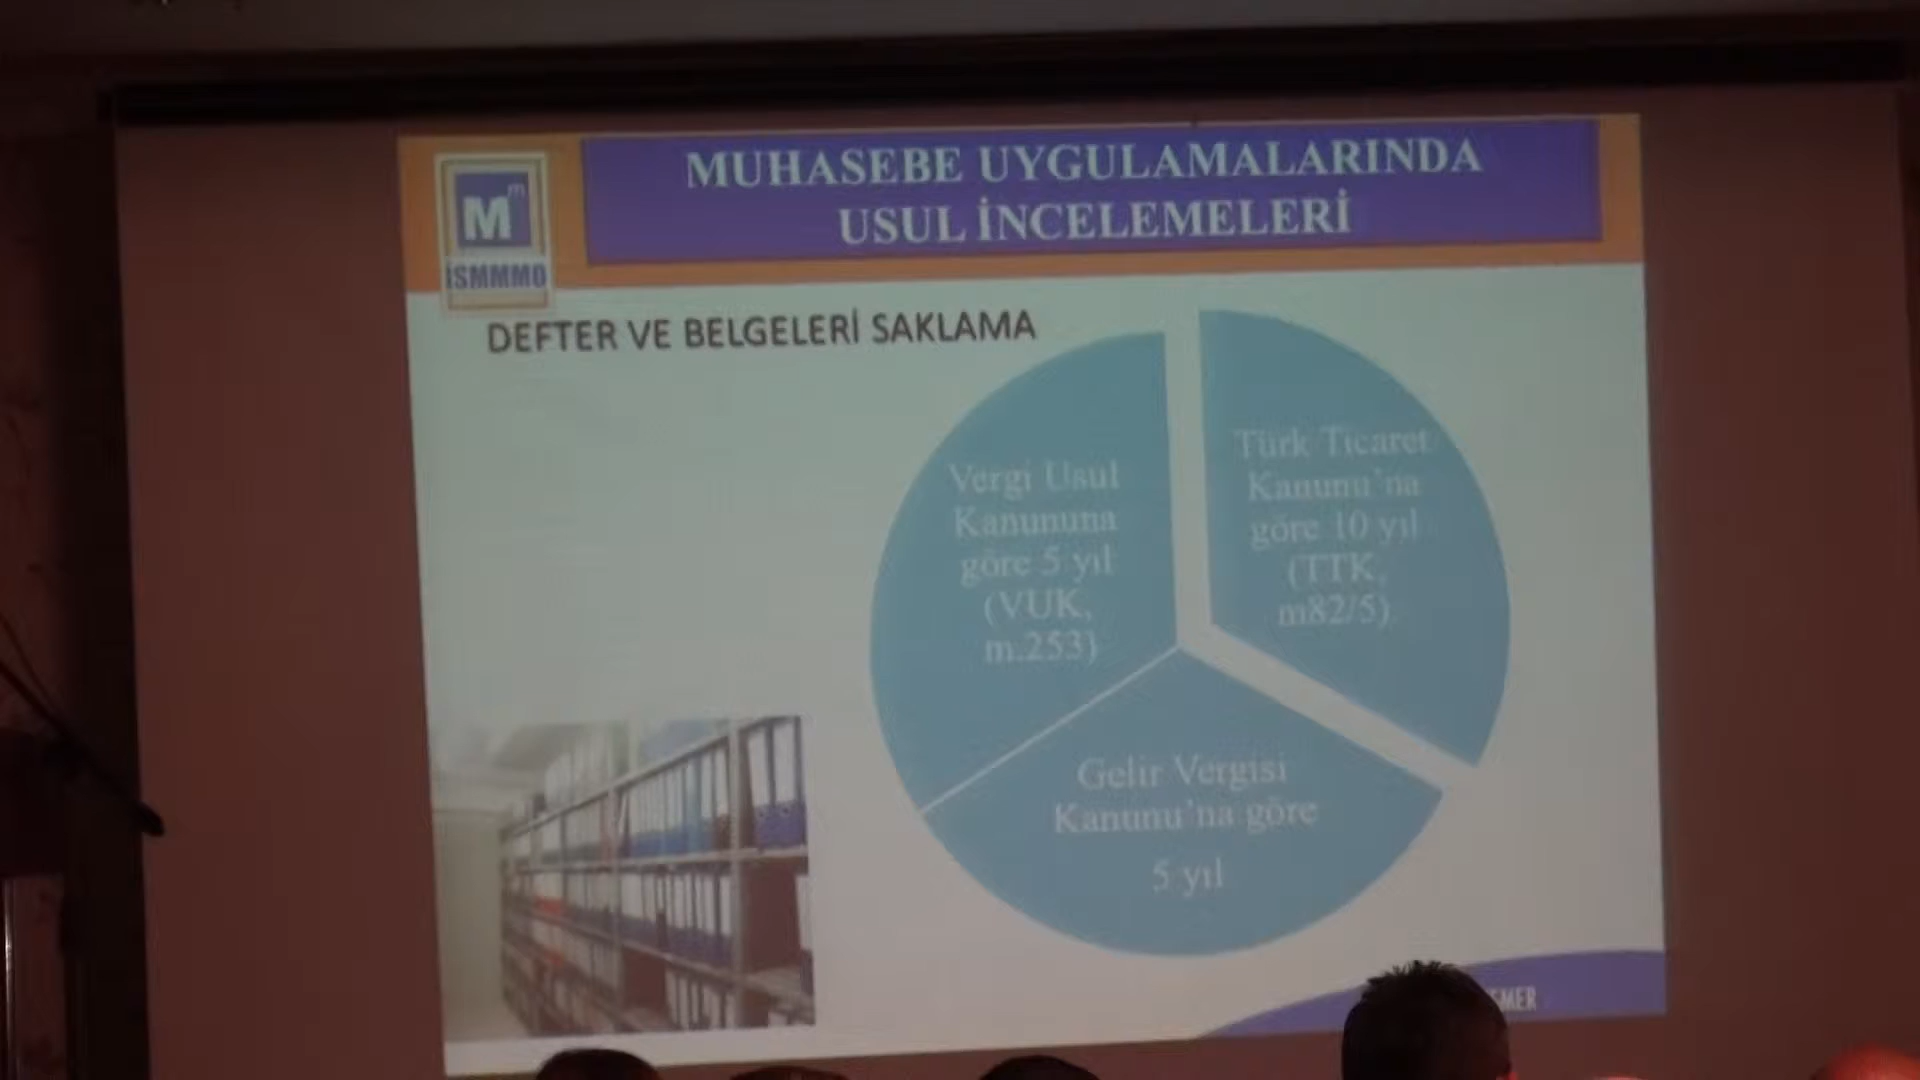 MUHASEBE UYGULAMALARINDA
USUL İNCELEMELERİ
Mm
İSMMMO
DEFTER VE BELGELERİ SAKLAMA
Vergi Usul
Kanununa
göre 5 yıl
(VUK,
m.253)
Türk Ticaret
Kanunu'na
göre 10 yıl
(TTK,
m82/5)
Gelir Vergisi
Kanunu'na göre
5 yıl